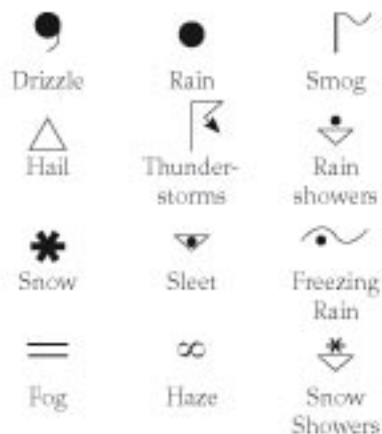 Drizzle Rain Smog
Hail Thunder- Rain
storms showers
Snow Sleet Freezing
Rain
Fog Haze Snow
Showers